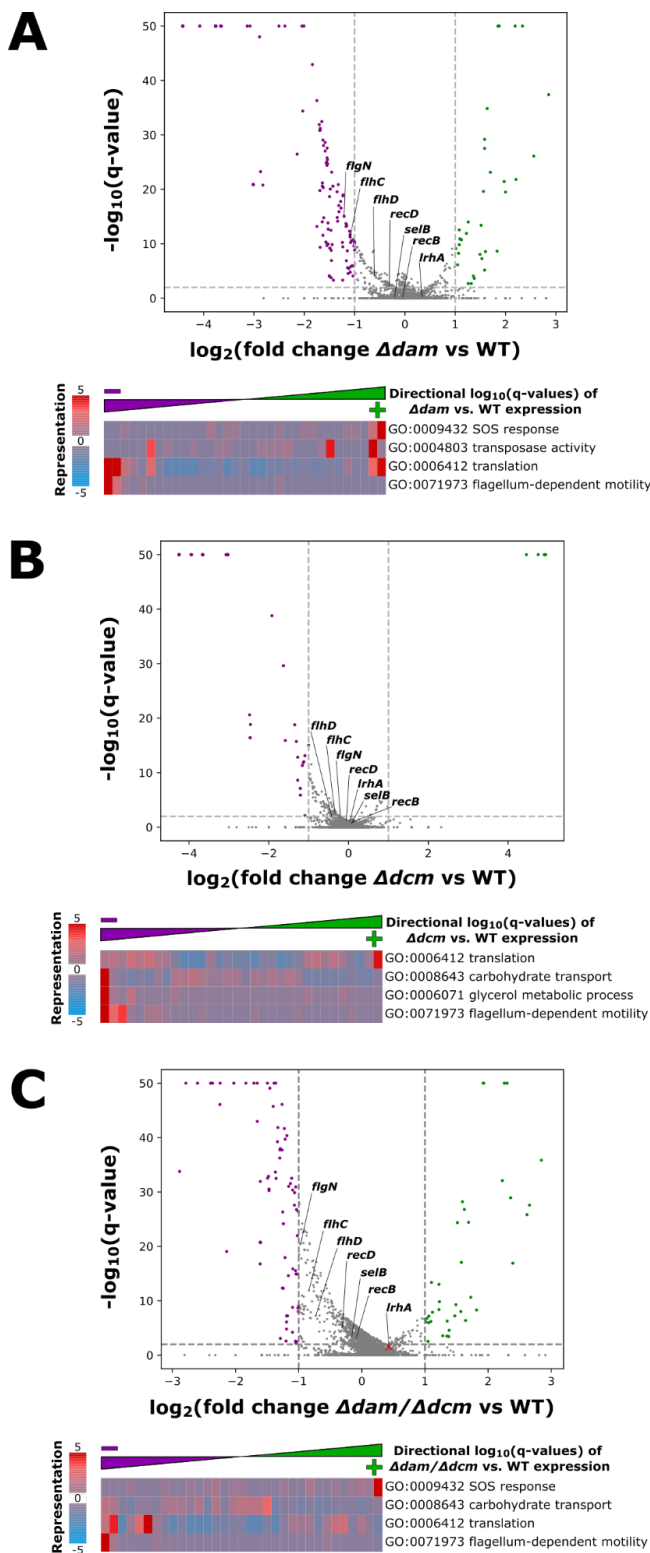 A
50
40
30
20
10
0
-log10(q-value)
flgN
flhC
flhD
recD
selB
recB
lrhA
−4 −3 −2 −1 0 1 2 3
log2(fold change Δdam vs WT)
Directional log10(q-values) of
Δdam vs. WT expression
Representation
5
0
-5
GO:0009432 SOS response
GO:0004803 transposase activity
GO:0006412 translation
GO:0071973 flagellum-dependent motility
B
50
40
30
20
10
0
-log10(q-value)
flhD
flhC
flgN
recD
lrhA
selB
recB
−4 −2 0 2 4
log2(fold change Δdcm vs WT)
Directional log10(q-values) of
Δdcm vs. WT expression
Representation
5
0
-5
GO:0006412 translation
GO:0008643 carbohydrate transport
GO:0006071 glycerol metabolic process
GO:0071973 flagellum-dependent motility
C
50
40
30
20
10
0
-log10(q-value)
flgN
flhC
flhD
recD
selB
recB
lrhA
−3 −2 −1 0 1 2 3
log2(fold change Δdam/Δdcm vs WT)
Directional log10(q-values) of
Δdam/Δdcm vs. WT expression
Representation
5
0
-5
GO:0009432 SOS response
GO:0008643 carbohydrate transport
GO:0006412 translation
GO:0071973 flagellum-dependent motility